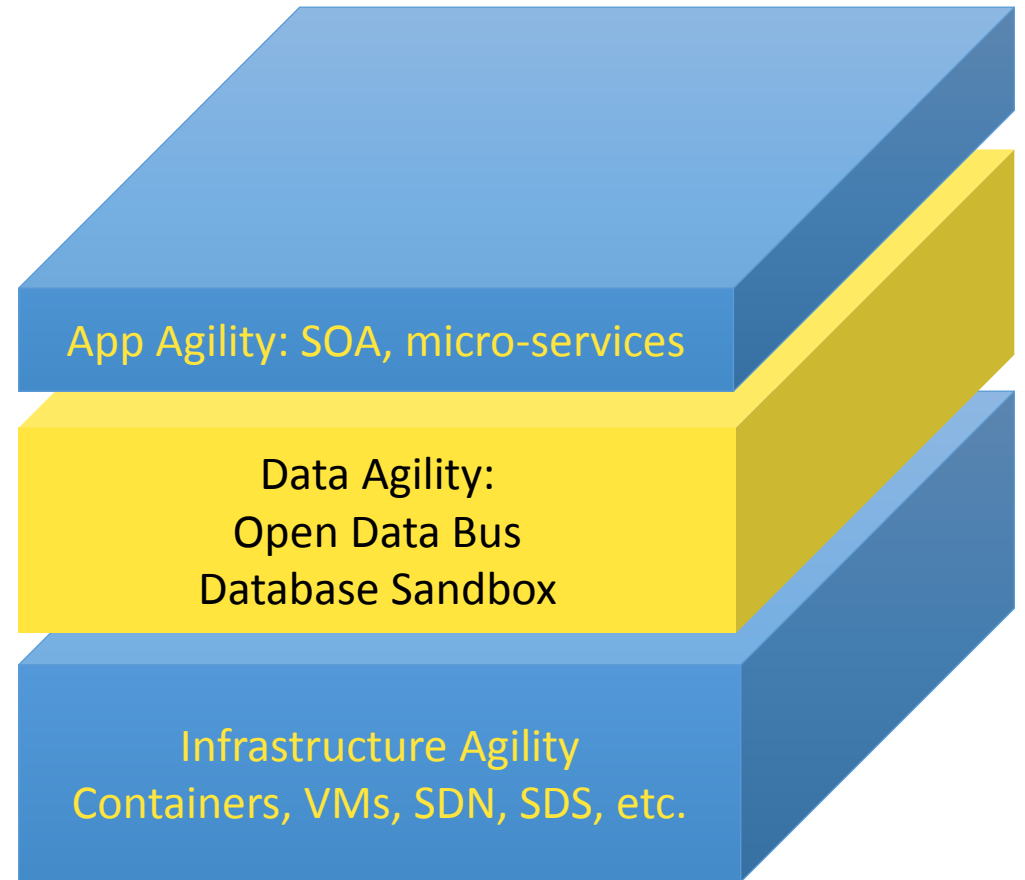 App Agility: SOA, micro-services
Data Agility:
Open Data Bus
Database Sandbox
Infrastructure Agility
Containers, VMs, SDN, SDS, etc.